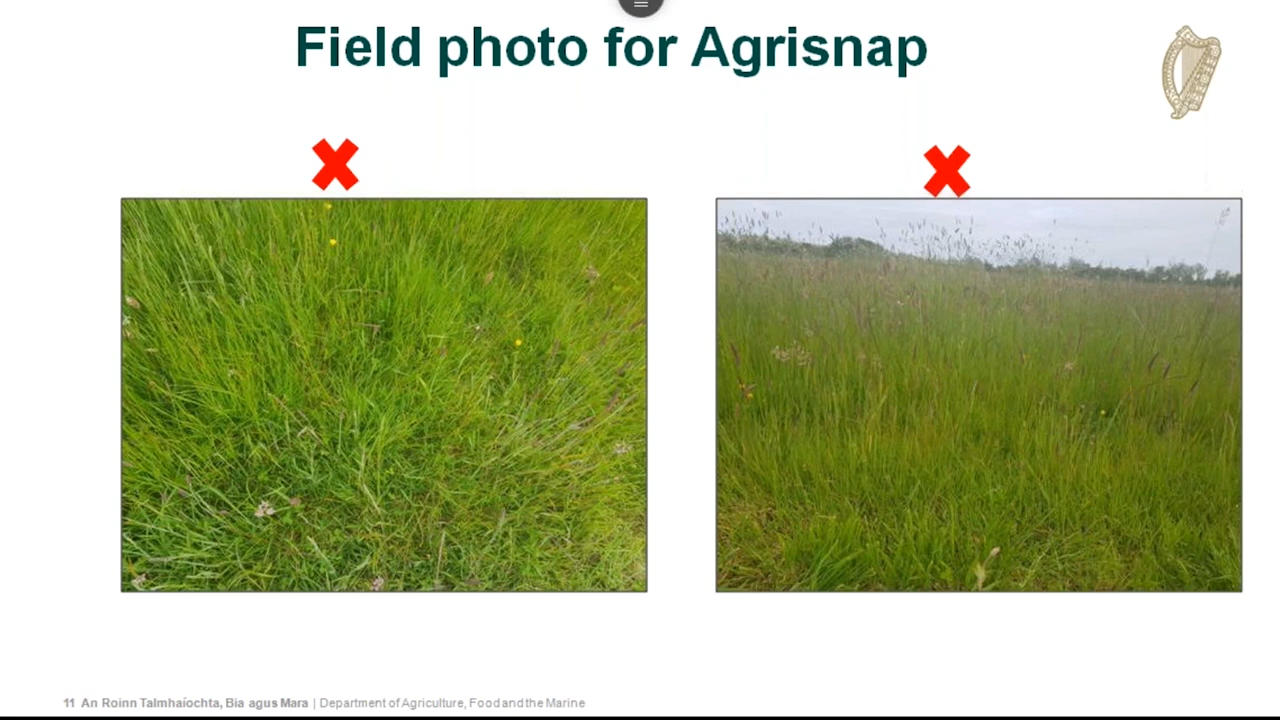 Field photo for Agrisnap
11 An Roinn Talmhaíochta, Bia agus Mara | Department of Agriculture, Food and the Marine